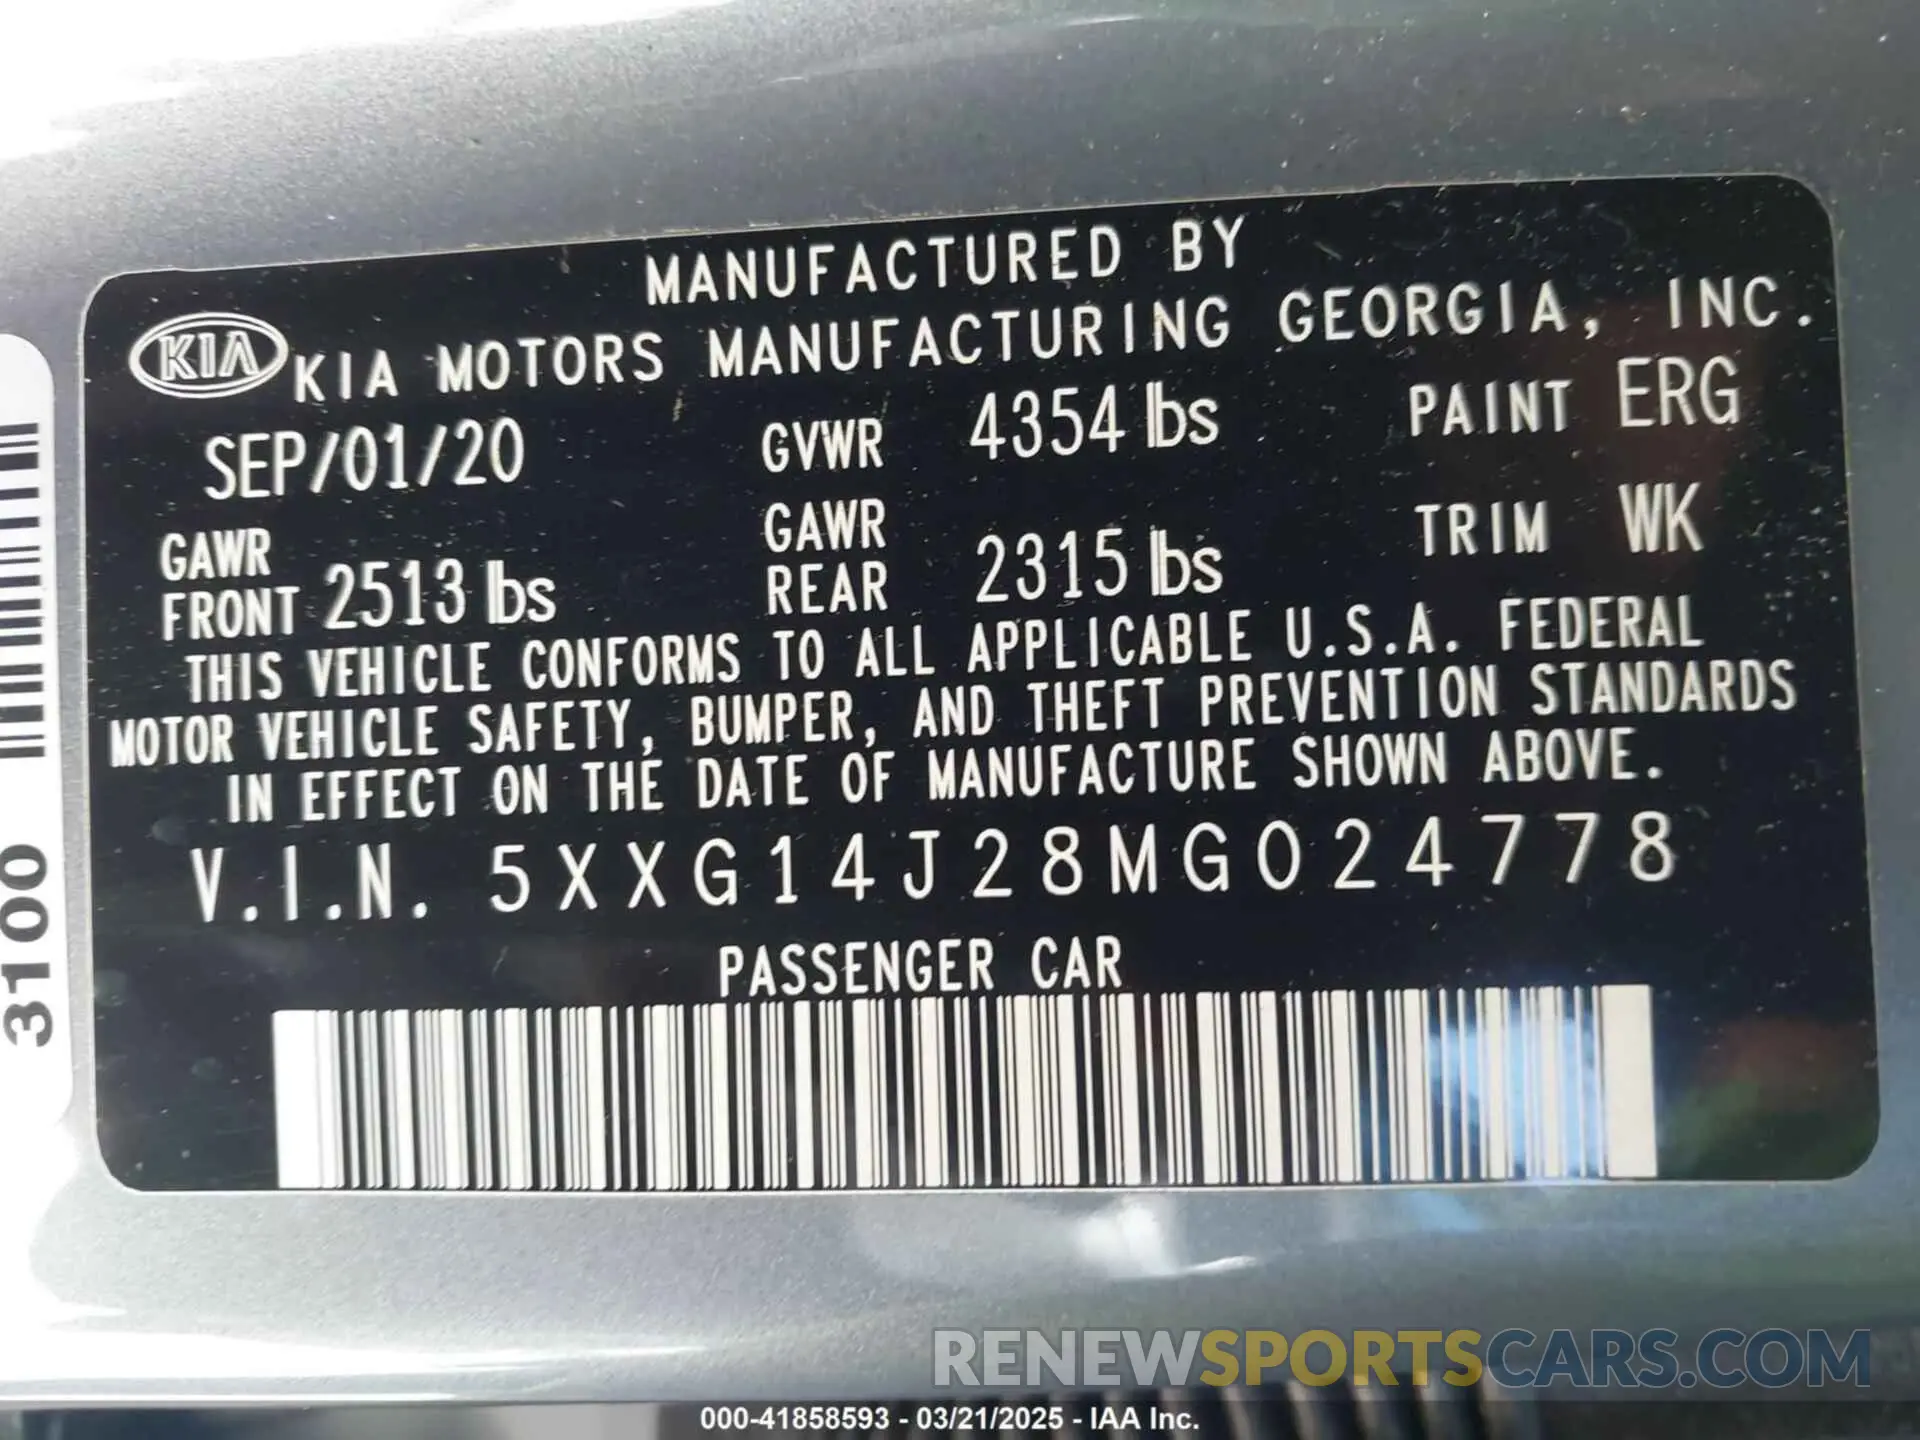 MANUFACTURED BY
KIA KIA MOTORS MANUFACTURING GEORGIA, INC.
SEP/01/20 GVWR 4354 lbs PAINT ERG
GAWR FRONT 2513 lbs GAWR REAR 2315 lbs TRIM WK
THIS VEHICLE CONFORMS TO ALL APPLICABLE U.S.A. FEDERAL
MOTOR VEHICLE SAFETY, BUMPER, AND THEFT PREVENTION STANDARDS
IN EFFECT ON THE DATE OF MANUFACTURE SHOWN ABOVE.
V.I.N. 5XXG14J28MG024778
PASSENGER CAR
3100
RENEWSPORTSCARS.COM
000-41858593 - 03/21/2025 - IAA Inc.